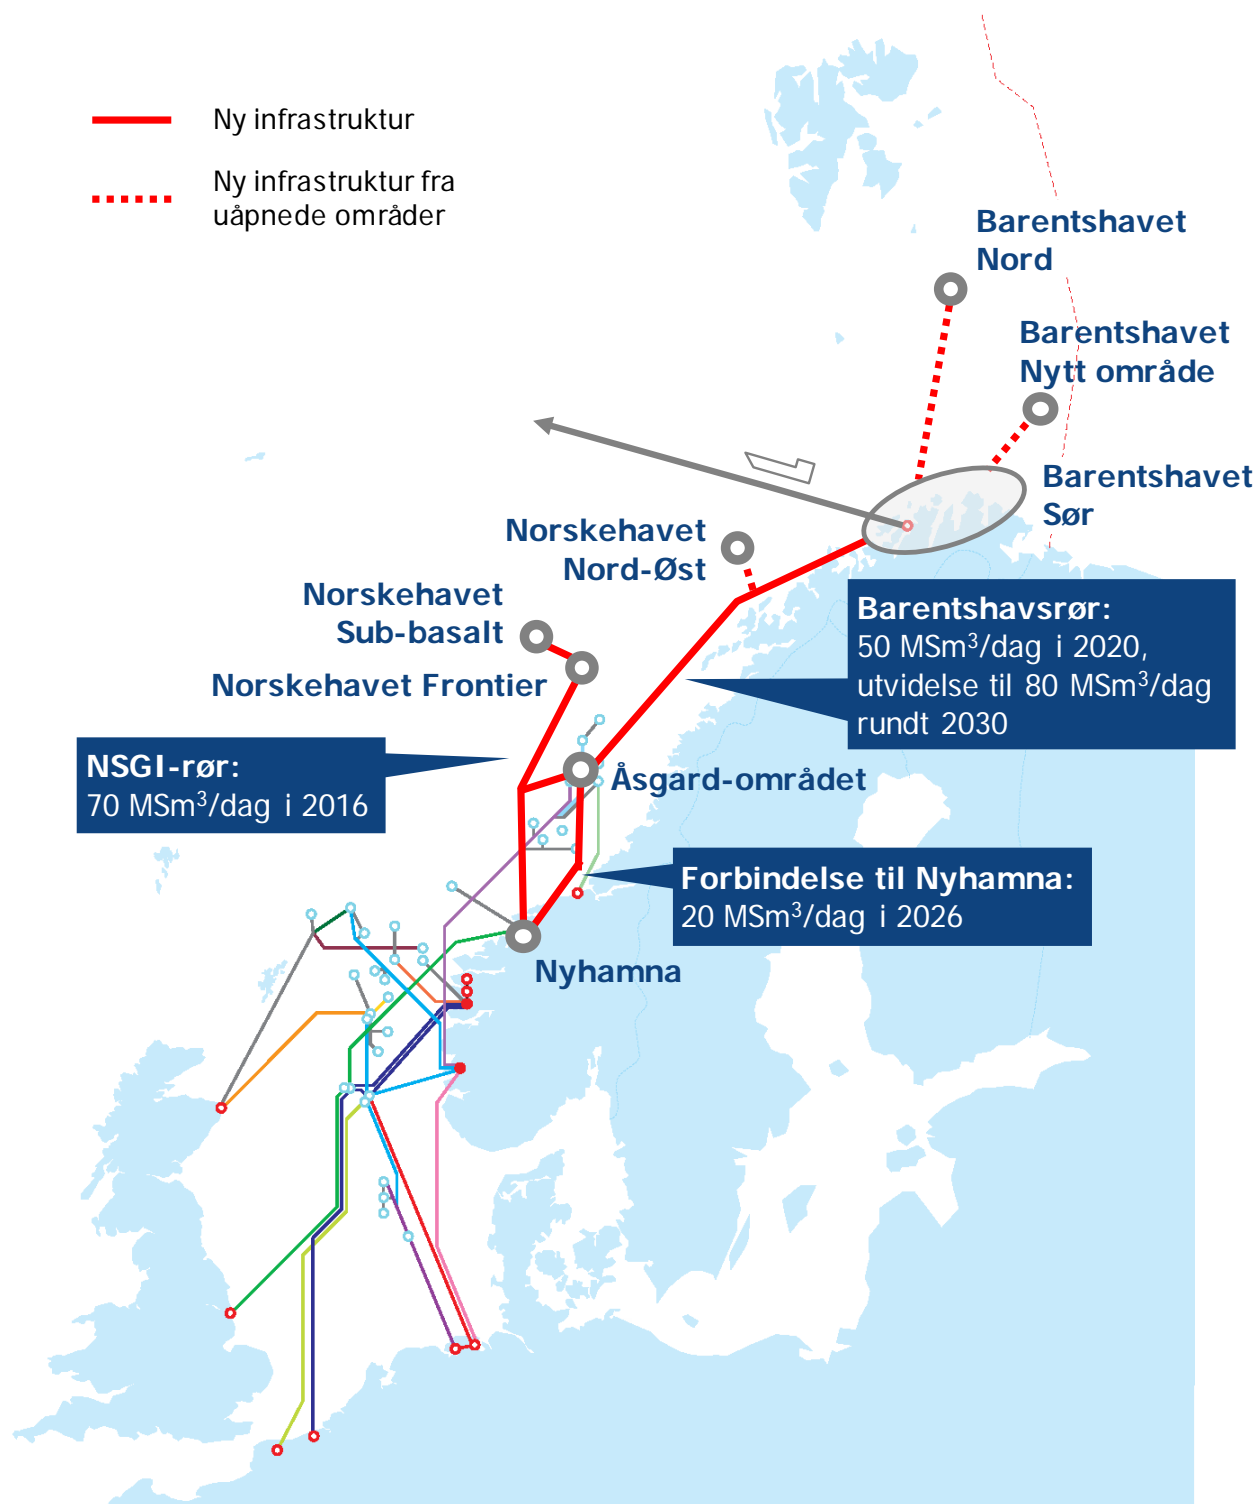 Ny infrastruktur
Ny infrastruktur fra
uåpnede områder
Barentshavet
Nord
Barentshavet
Nytt område
Barentshavet
Sør
Norskehavet
Nord-Øst
Norskehavet
Sub-basalt
Norskehavet Frontier
Barentshavsrør:
50 MSm³/dag i 2020,
utvidelse til 80 MSm³/dag
rundt 2030
NSGI-rør:
70 MSm³/dag i 2016
Åsgard-området
Forbindelse til Nyhamna:
20 MSm³/dag i 2026
Nyhamna